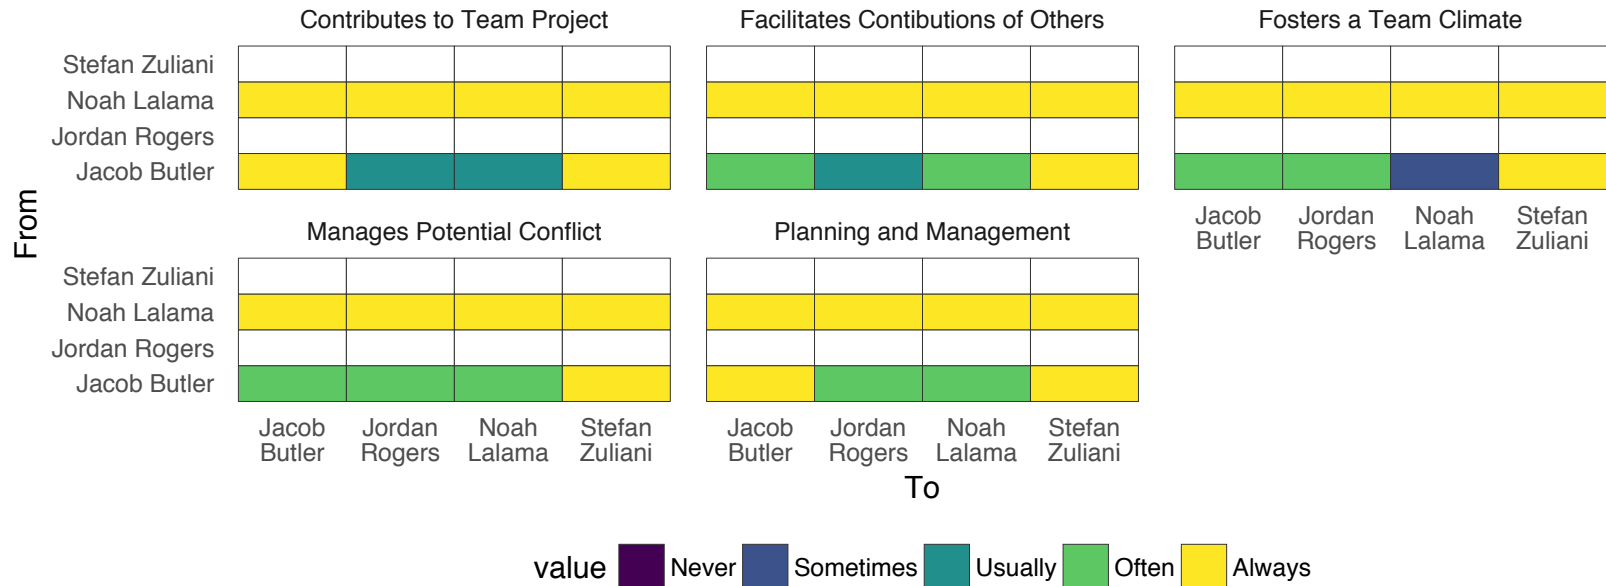 Contributes to Team Project
Facilitates Contibutions of Others
Fosters a Team Climate
Stefan Zuliani
Noah Lalama
Jordan Rogers
Jacob Butler
Jacob Butler
Jordan Rogers
Noah Lalama
Stefan Zuliani
From
Manages Potential Conflict
Planning and Management
Stefan Zuliani
Noah Lalama
Jordan Rogers
Jacob Butler
Jacob Jordan Noah Stefan
Butler Rogers Lalama Zuliani
Jacob Jordan Noah Stefan
Butler Rogers Lalama Zuliani
To
value Never Sometimes Usually Often Always